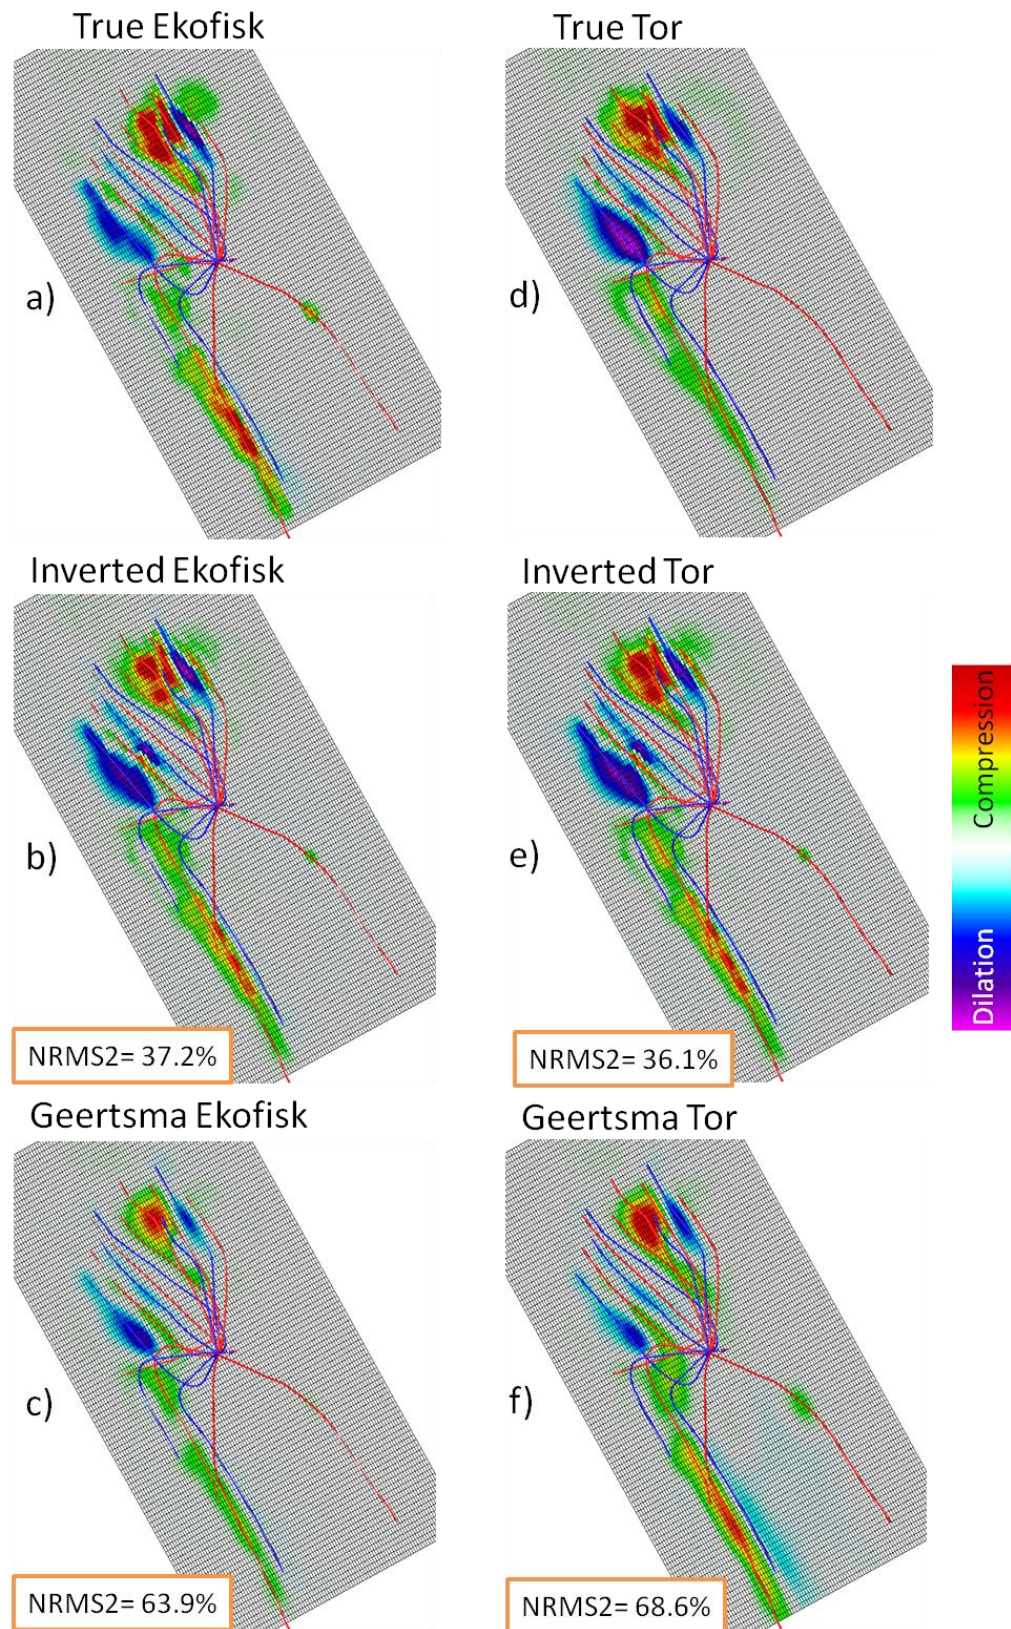 True Ekofisk
True Tor
a)
d)
Inverted Ekofisk
Inverted Tor
b)
e)
Compression
Dilation
NRMS2= 37.2%
NRMS2= 36.1%
Geertsma Ekofisk
Geertsma Tor
c)
f)
NRMS2= 63.9%
NRMS2= 68.6%